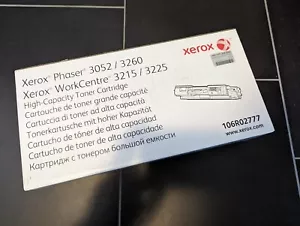 Xerox® Phaser® 3052 / 3260
Xerox® WorkCentre® 3215 / 3225
High-Capacity Toner Cartridge
Cartouche de toner grande capacité
Cartuccia di toner ad alta capacità
Tonerkartusche mit hoher Kapazität
Cartucho de tóner de alta capacidad
Cartucho de toner de alta capacidade
Картридж с тонером большой емкости
xerox
106R02777
www.xerox.com